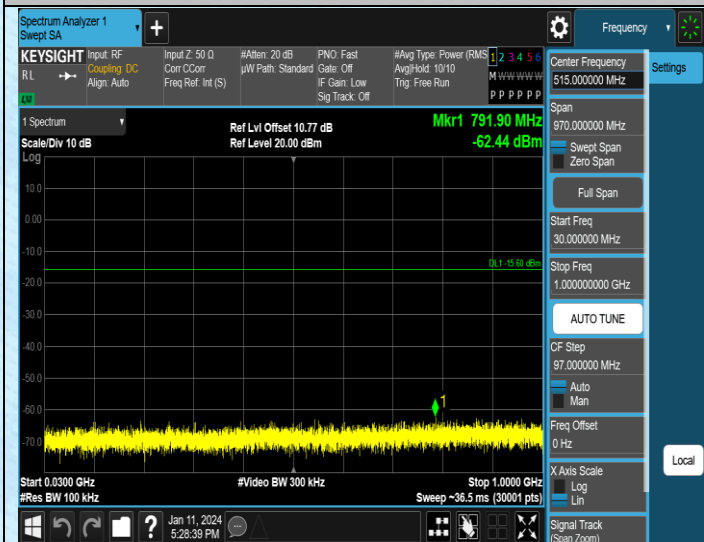 Spectrum Analyzer 1
Swept SA
Frequency
KEYSIGHT
RL
LXI
Input: RF
Coupling: DC
Align: Auto
Input Z: 50 Ω
Corr CCorr
Freq Ref: Int (S)
#Atten: 20 dB
µW Path: Standard
PNO: Fast
Gate: Off
IF Gain: Low
Sig Track: Off
#Avg Type: Power (RMS
Avg|Hold: 10/10
Trig: Free Run
1 2 3 4 5 6
M W W W W W
P P P P P P
1 Spectrum
Scale/Div 10 dB
Log
Ref Lvl Offset 10.77 dB
Ref Level 20.00 dBm
Mkr1 791.90 MHz
-62.44 dBm
10.0
0.00
-10.0
DL1 -15.60 dBm
-20.0
-30.0
-40.0
-50.0
-60.0
1
-70.0
Start 0.0300 GHz
#Video BW 300 kHz
Stop 1.0000 GHz
#Res BW 100 kHz
Sweep ~36.5 ms (30001 pts)
?
Jan 11, 2024
5:28:39 PM
Center Frequency
515.000000 MHz
Settings
Span
970.000000 MHz
Swept Span
Zero Span
Full Span
Start Freq
30.000000 MHz
Stop Freq
1.000000000 GHz
AUTO TUNE
CF Step
97.000000 MHz
Auto
Man
Freq Offset
0 Hz
X Axis Scale
Log
Lin
Local
Signal Track
(Span Zoom)